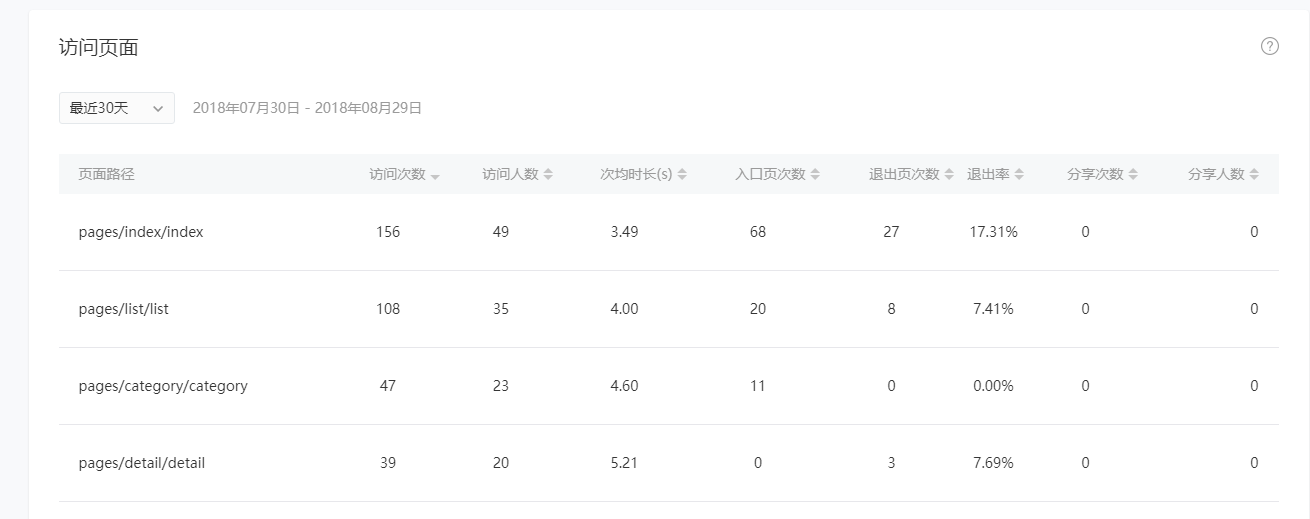 访问页面
最近30天 2018年07月30日 - 2018年08月29日
页面路径 访问次数 访问人数 次均时长(s) 入口页次数 退出页次数 退出率 分享次数 分享人数
pages/index/index 156 49 3.49 68 27 17.31% 0 0
pages/list/list 108 35 4.00 20 8 7.41% 0 0
pages/category/category 47 23 4.60 11 0 0.00% 0 0
pages/detail/detail 39 20 5.21 0 3 7.69% 0 0